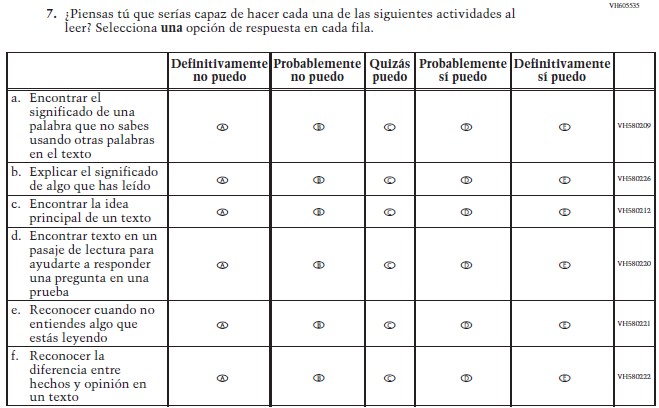 VH605535
7. ¿Piensas tú que serías capaz de hacer cada una de las siguientes actividades al
leer? Selecciona una opción de respuesta en cada fila.
Definitivamente no puedo Probablemente no puedo Quizás puedo Probablemente sí puedo Definitivamente sí puedo
a. Encontrar el
significado de una
palabra que no sabes
usando otras palabras
en el texto
A B C D E VH580209
b. Explicar el significado
de algo que has leído
A B C D E VH580226
c. Encontrar la idea
principal de un texto
A B C D E VH580212
d. Encontrar texto en un
pasaje de lectura para
ayudarte a responder
una pregunta en una
prueba
A B C D E VH580220
e. Reconocer cuando no
entiendes algo que
estás leyendo
A B C D E VH580221
f. Reconocer la
diferencia entre
hechos y opinión en
un texto
A B C D E VH580222